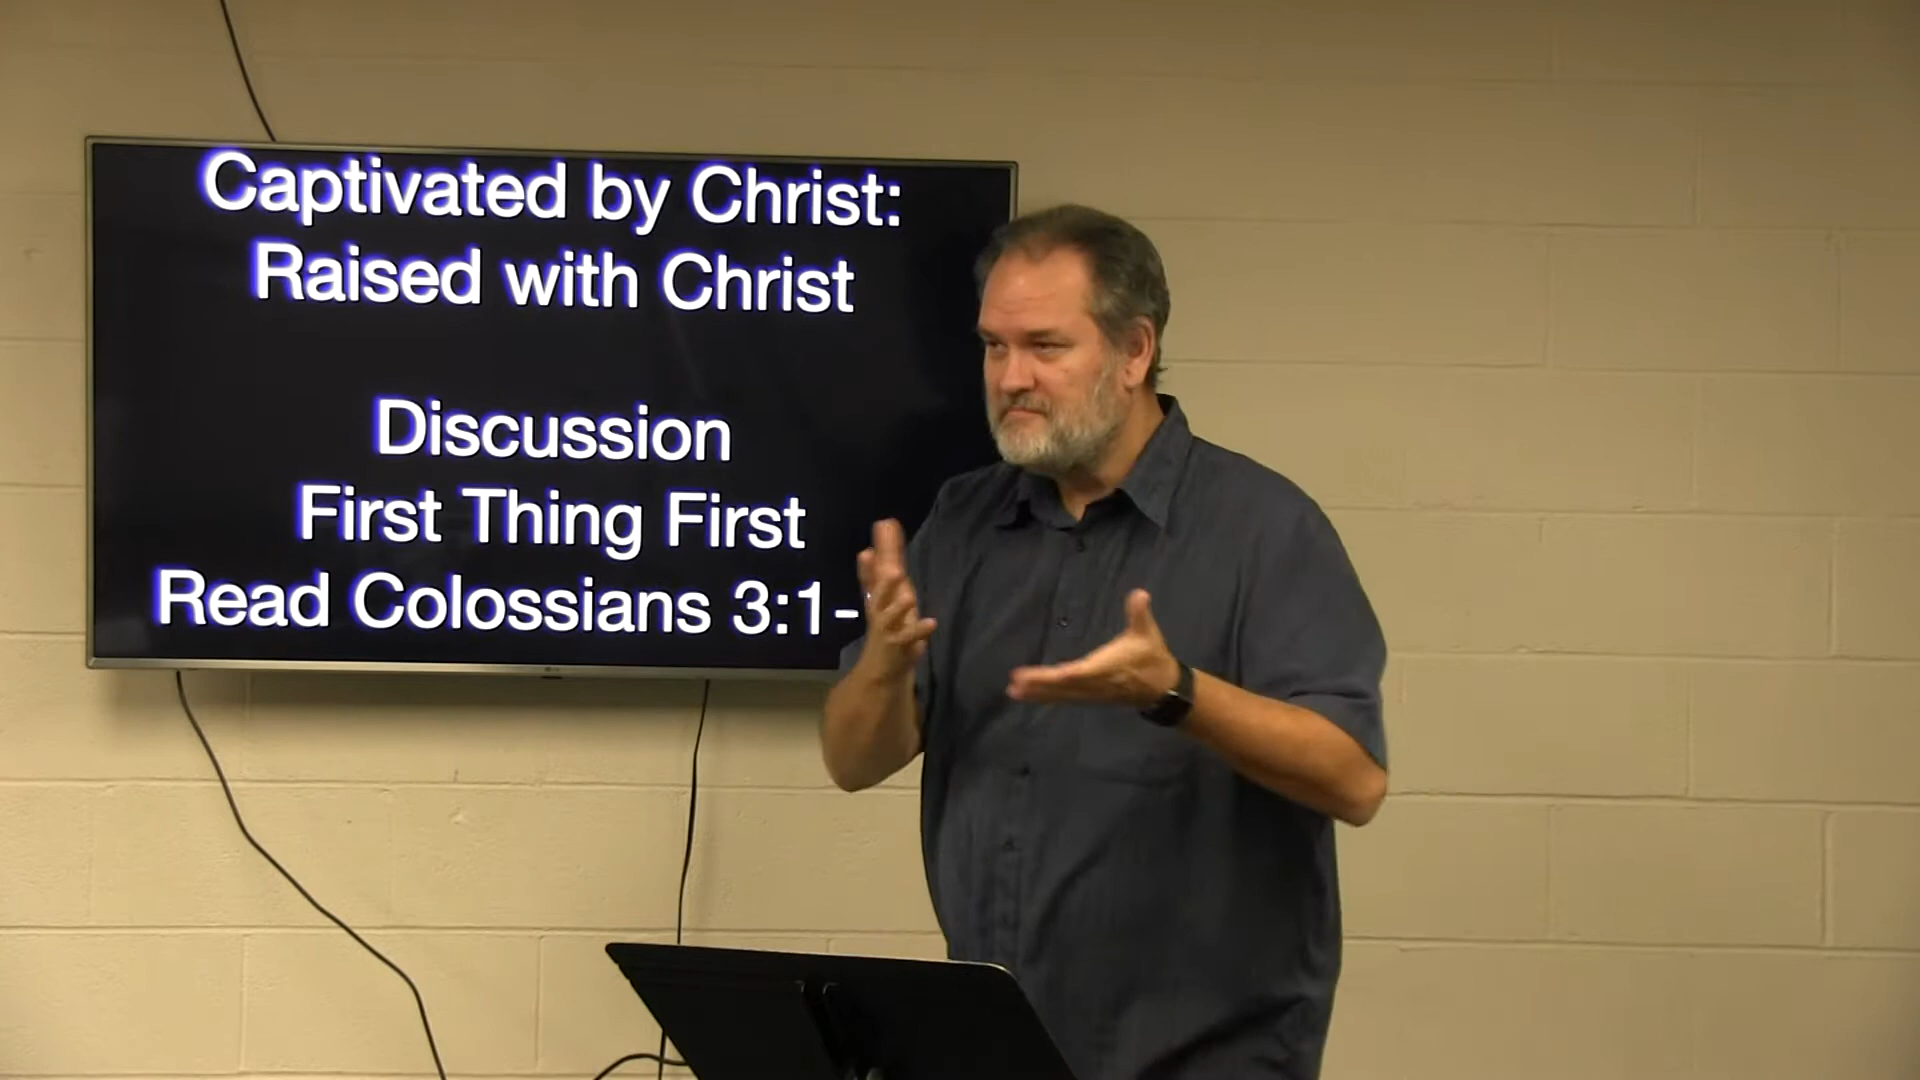 Captivated by Christ:
Raised with Christ
Discussion
First Thing First
Read Colossians 3:1-